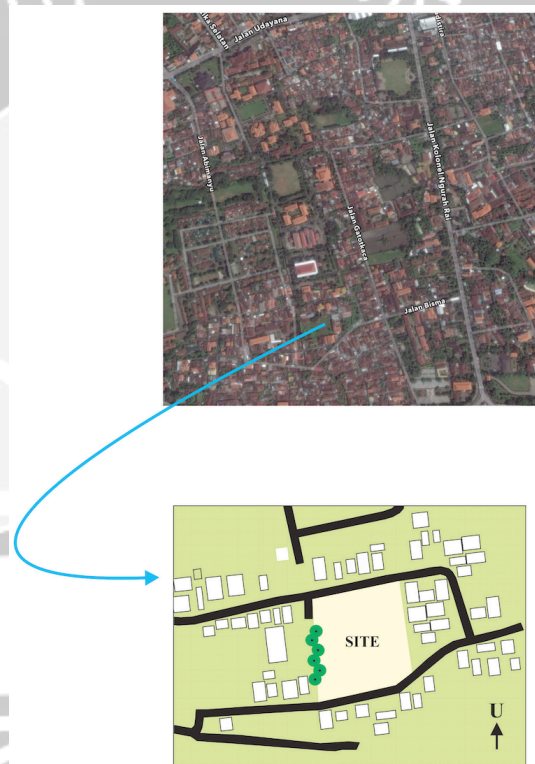 Jalan Udayana
Jalan Abimanyu
Jalan Kolonel Ngurah Rai
Jalan Gatotkaca
Jalan Bisma
SITE
U